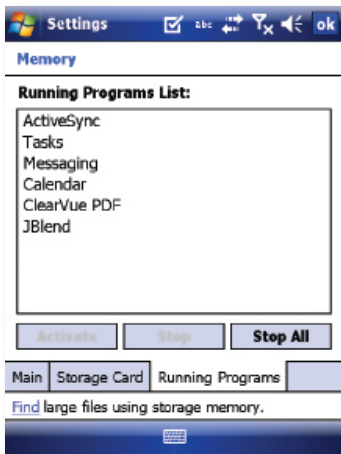 Settings abc ok
Memory
Running Programs List:
ActiveSync
Tasks
Messaging
Calendar
ClearVue PDF
JBlend
Activate Stop Stop All
Main Storage Card Running Programs
Find large files using storage memory.